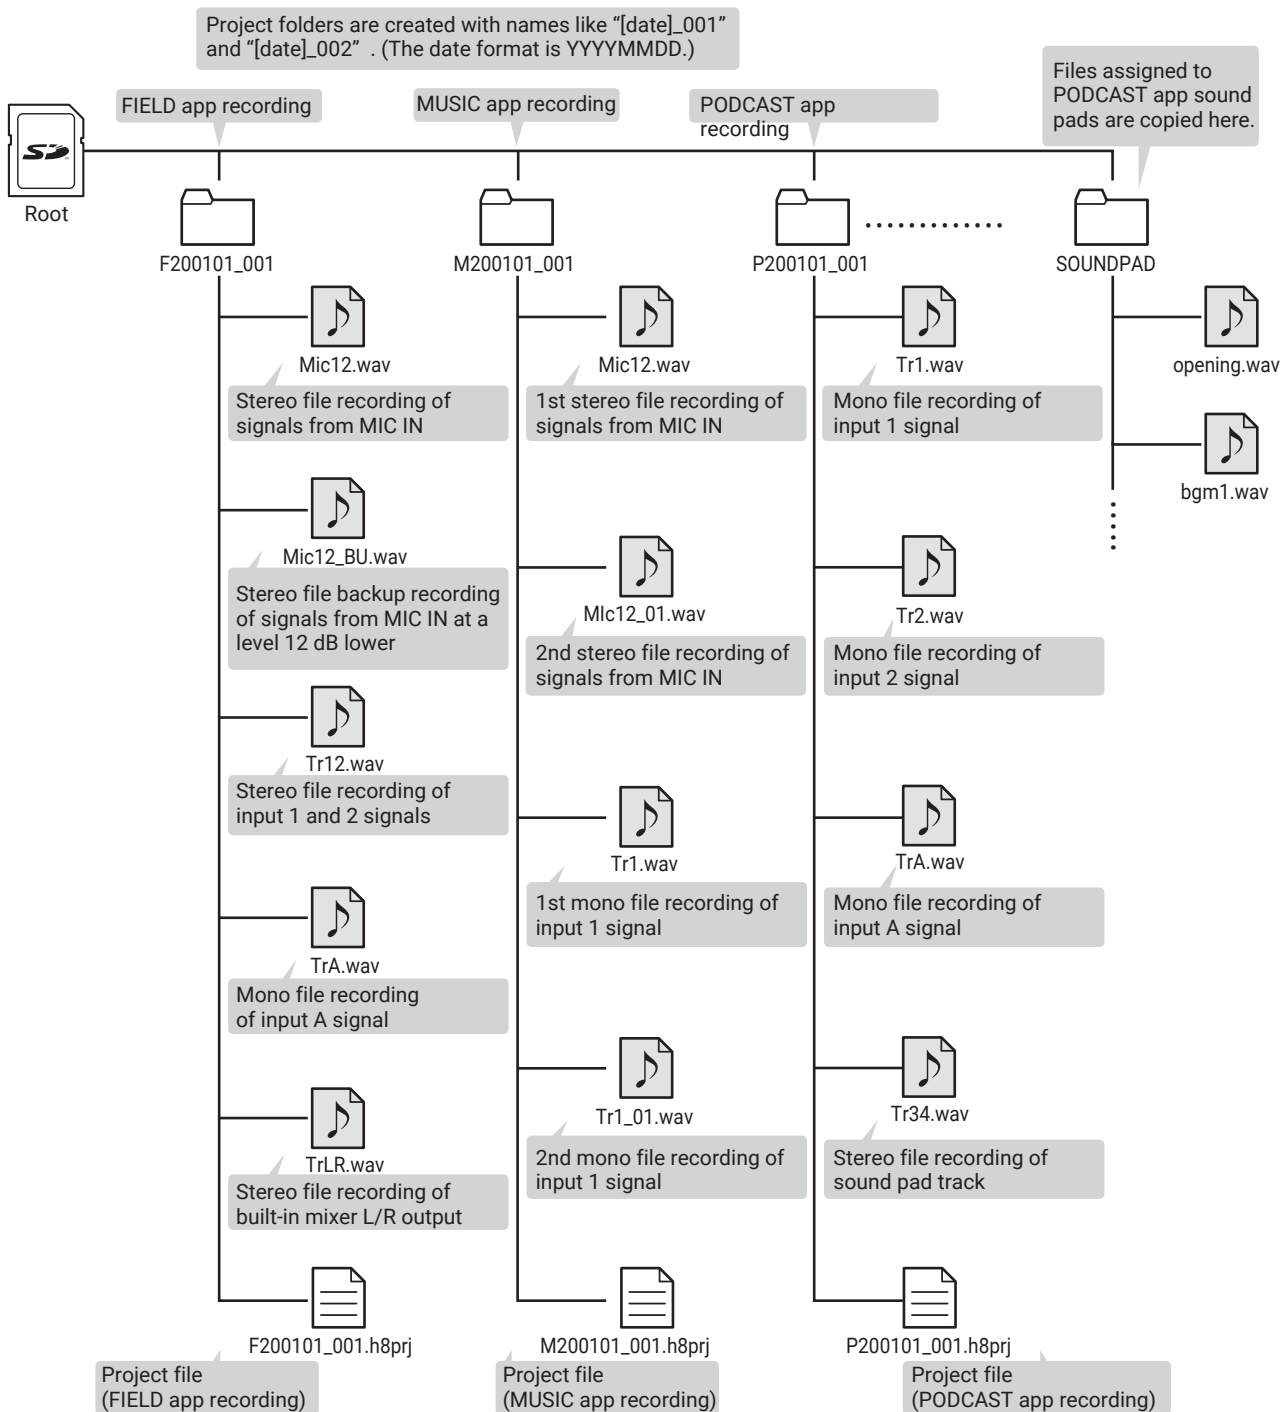 Project folders are created with names like “[date]_001”
and “[date]_002” . (The date format is YYYYMMDD.)
Files assigned to
PODCAST app sound
pads are copied here.
FIELD app recording
MUSIC app recording
PODCAST app
recording
SD
Root
F200101_001
M200101_001
P200101_001
SOUNDPAD
Mic12.wav
Stereo file recording of
signals from MIC IN
Mic12_BU.wav
Stereo file backup recording
of signals from MIC IN at a
level 12 dB lower
Tr12.wav
Stereo file recording of
input 1 and 2 signals
TrA.wav
Mono file recording
of input A signal
TrLR.wav
Stereo file recording of
built-in mixer L/R output
F200101_001.h8prj
Project file
(FIELD app recording)
Mic12.wav
1st stereo file recording of
signals from MIC IN
MIc12_01.wav
2nd stereo file recording of
signals from MIC IN
Tr1.wav
1st mono file recording of
input 1 signal
Tr1_01.wav
2nd mono file recording of
input 1 signal
M200101_001.h8prj
Project file
(MUSIC app recording)
Tr1.wav
Mono file recording of
input 1 signal
Tr2.wav
Mono file recording of
input 2 signal
TrA.wav
Mono file recording of
input A signal
Tr34.wav
Stereo file recording of
sound pad track
P200101_001.h8prj
Project file
(PODCAST app recording)
opening.wav
bgm1.wav